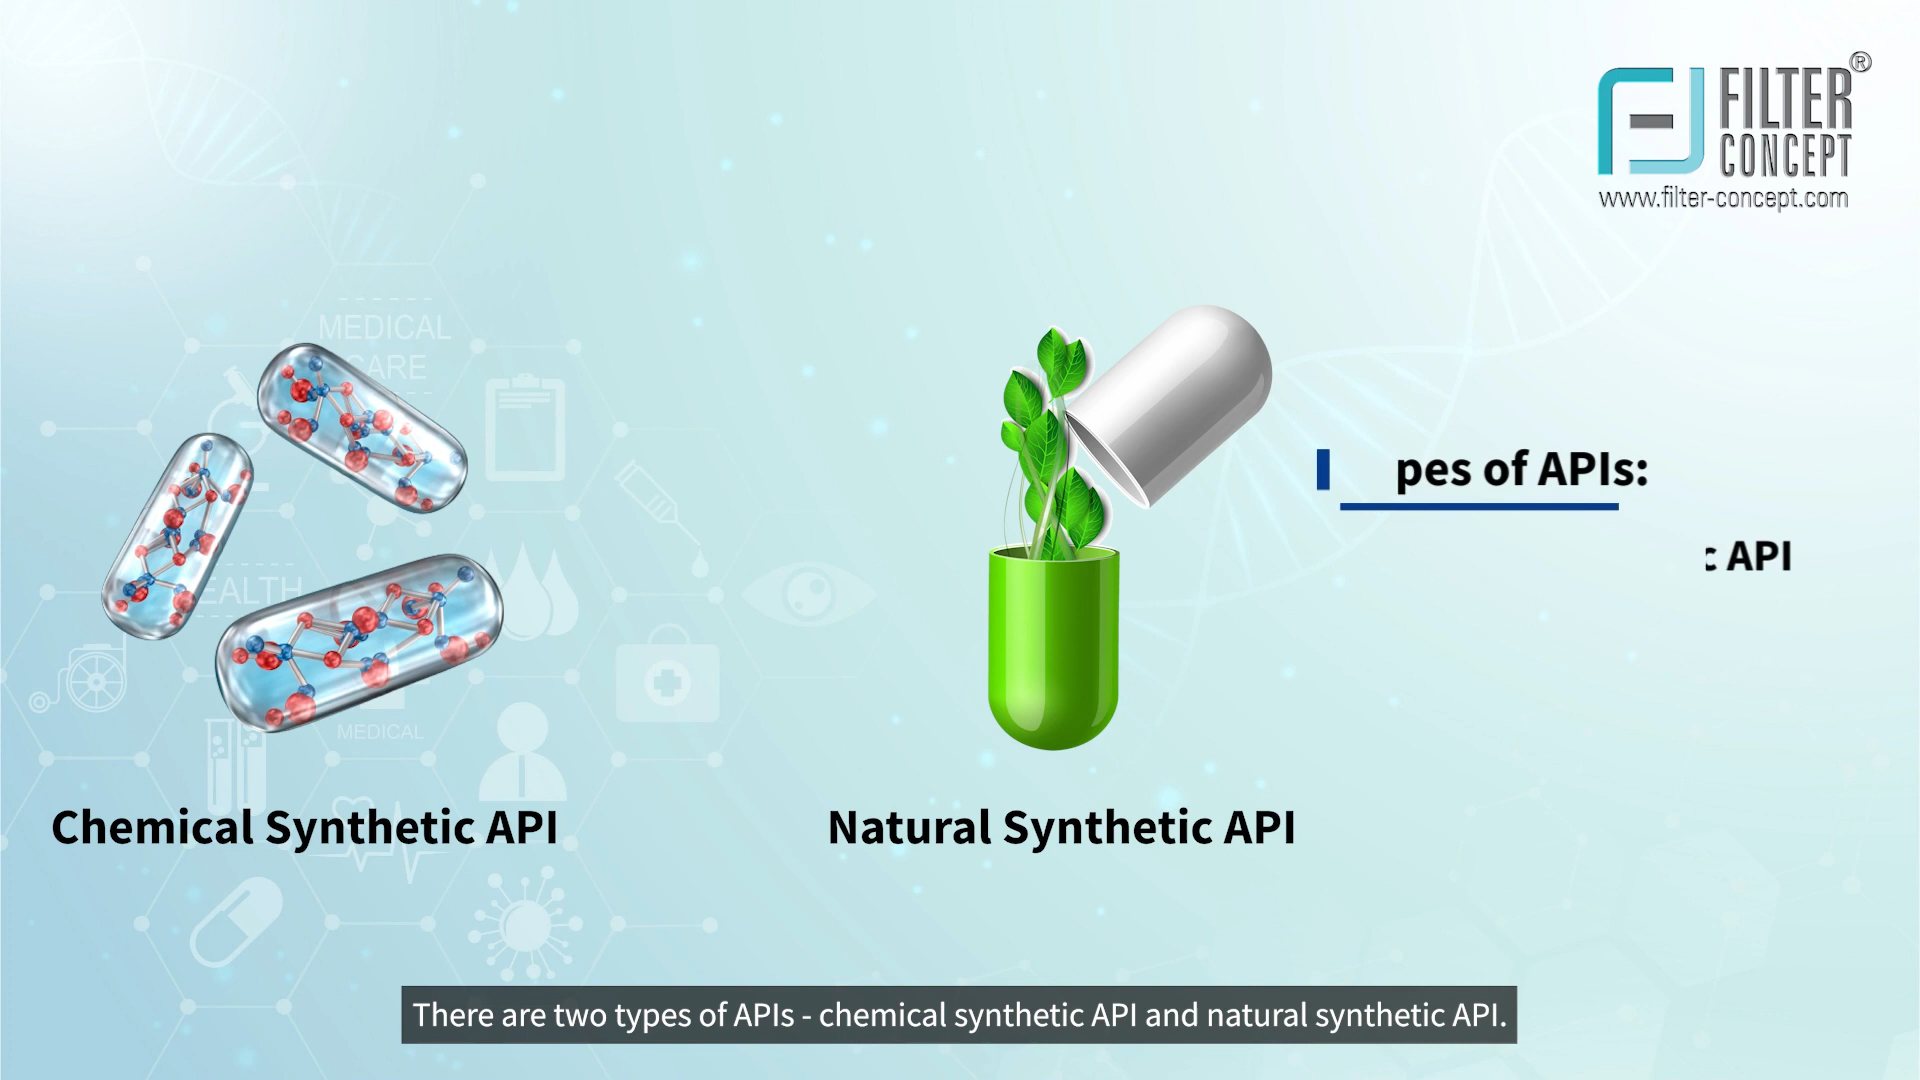 FILTER®
CONCEPT
www.filter-concept.com
MEDICAL
CARE
pes of APIs:
c API
EALTH
MEDICAL
Chemical Synthetic API
Natural Synthetic API
There are two types of APIs - chemical synthetic API and natural synthetic API.